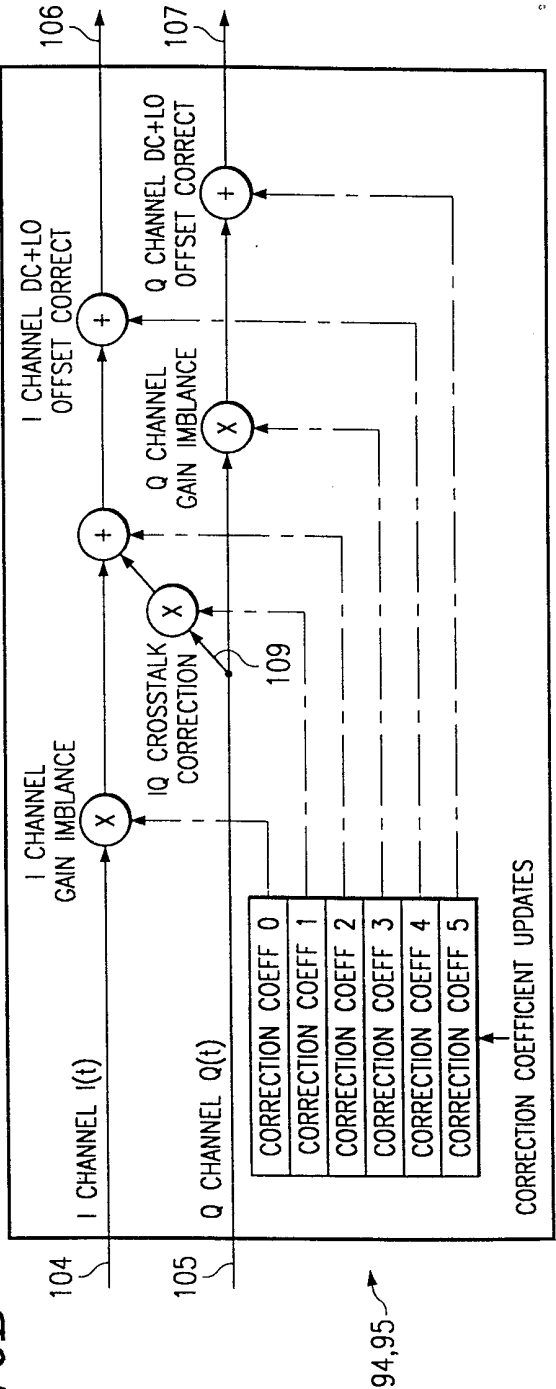 104
I CHANNEL I(t)
I CHANNEL
GAIN IMBLANCE
X
+
I CHANNEL DC+LO
OFFSET CORRECT
+
106
105
Q CHANNEL Q(t)
IQ CROSSTALK
CORRECTION
X
109
Q CHANNEL
GAIN IMBLANCE
X
Q CHANNEL DC+LO
OFFSET CORRECT
+
107
CORRECTION COEFF 0
CORRECTION COEFF 1
CORRECTION COEFF 2
CORRECTION COEFF 3
CORRECTION COEFF 4
CORRECTION COEFF 5
CORRECTION COEFFICIENT UPDATES
94,95